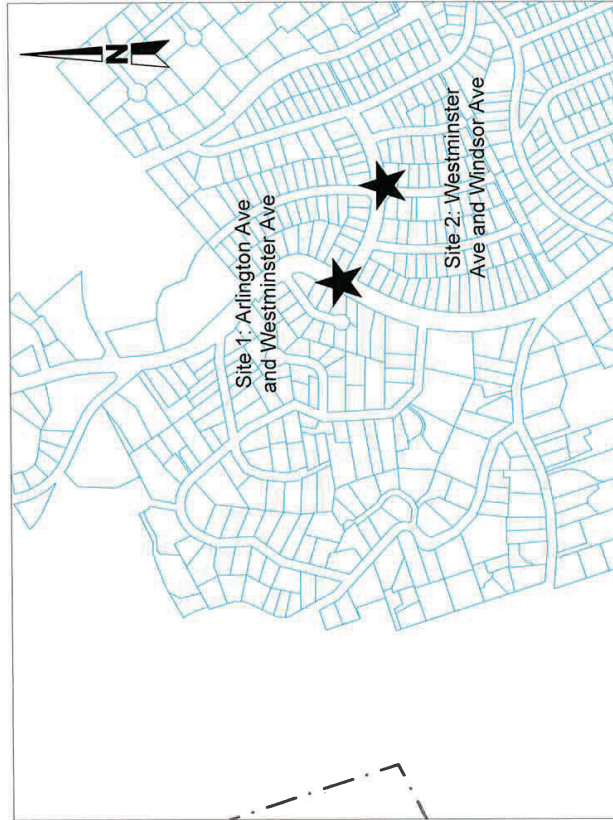 N
Site 1: Arlington Ave
and Westminster Ave
Site 2: Westminster
Ave and Windsor Ave